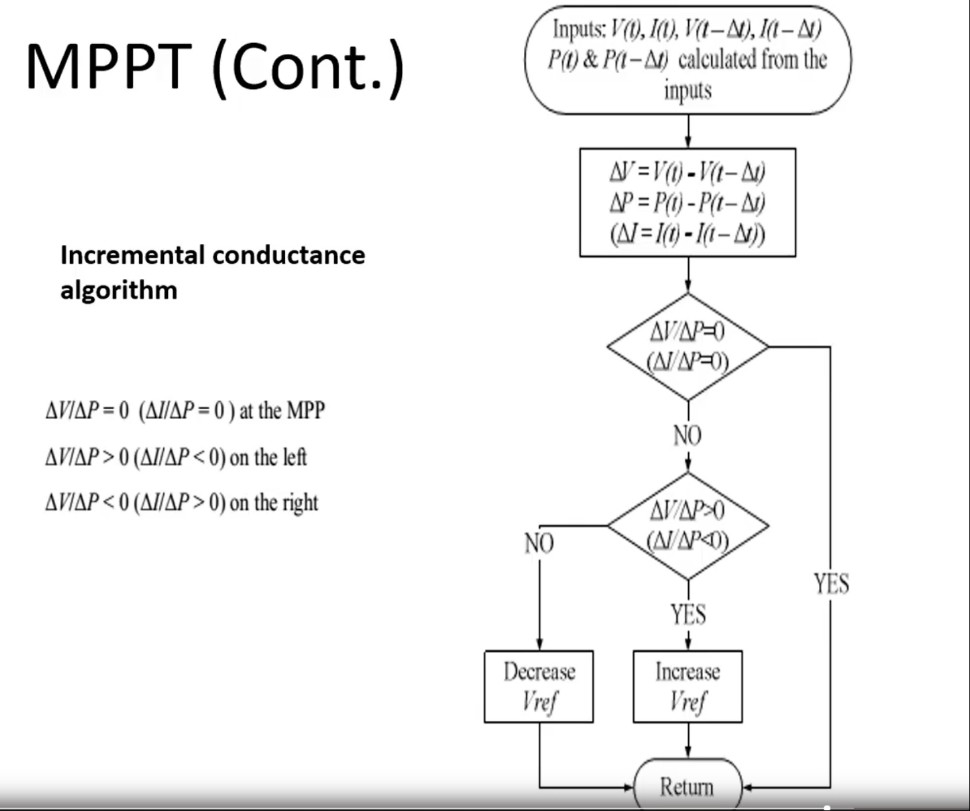 MPPT (Cont.)
Incremental conductance
algorithm
ΔV/ΔP = 0 (ΔI/ΔP = 0 ) at the MPP
ΔV/ΔP > 0 (ΔI/ΔP < 0) on the left
ΔV/ΔP < 0 (ΔI/ΔP > 0) on the right
Inputs: V(t), I(t), V(t – Δt), I(t – Δt)
P(t) & P(t – Δt) calculated from the
inputs
ΔV = V(t) - V(t – Δt)
ΔP = P(t) - P(t – Δt)
(ΔI = I(t) - I(t – Δt))
ΔV/ΔP=0
(ΔI/ΔP=0)
NO
ΔV/ΔP>0
(ΔI/ΔP<0)
NO
YES
YES
Decrease
Vref
Increase
Vref
Return